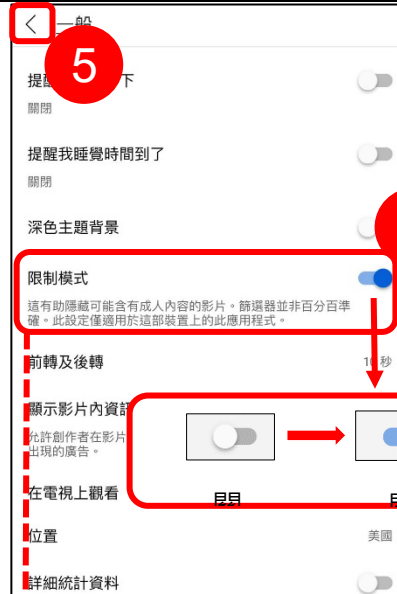 一般
5
提醒
下
關閉
提醒我睡覺時間到了
關閉
深色主題背景
限制模式
這有助隱藏可能含有成人內容的影片。篩選器並非百分百準
確。此設定僅適用於這部裝置上的此應用程式。
前轉及後轉
10 秒
顯示影片內資訊
允許創作者在影片
出現的廣告。
在電視上觀看
位置
美國
詳細統計資料